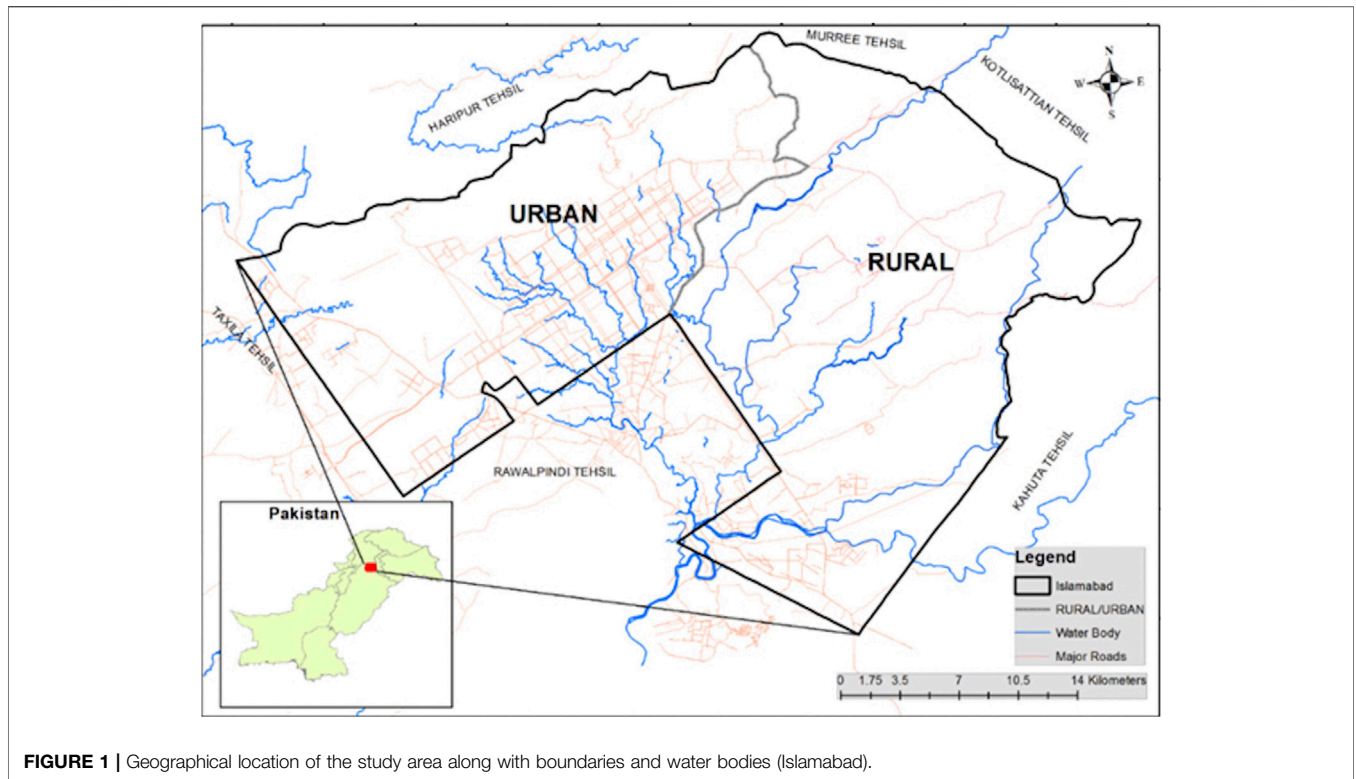 MURREE TEHSIL
KOTLISATTIAN TEHSIL
N
W
E
S
HARIPUR TEHSIL
URBAN
RURAL
TAXILA TEHSIL
RAWALPINDI TEHSIL
KAHUTA TEHSIL
Pakistan
Legend
Islamabad
RURAL/URBAN
Water Body
Major Roads
0 1.75 3.5 7 10.5 14 Kilometers
FIGURE 1 | Geographical location of the study area along with boundaries and water bodies (Islamabad).